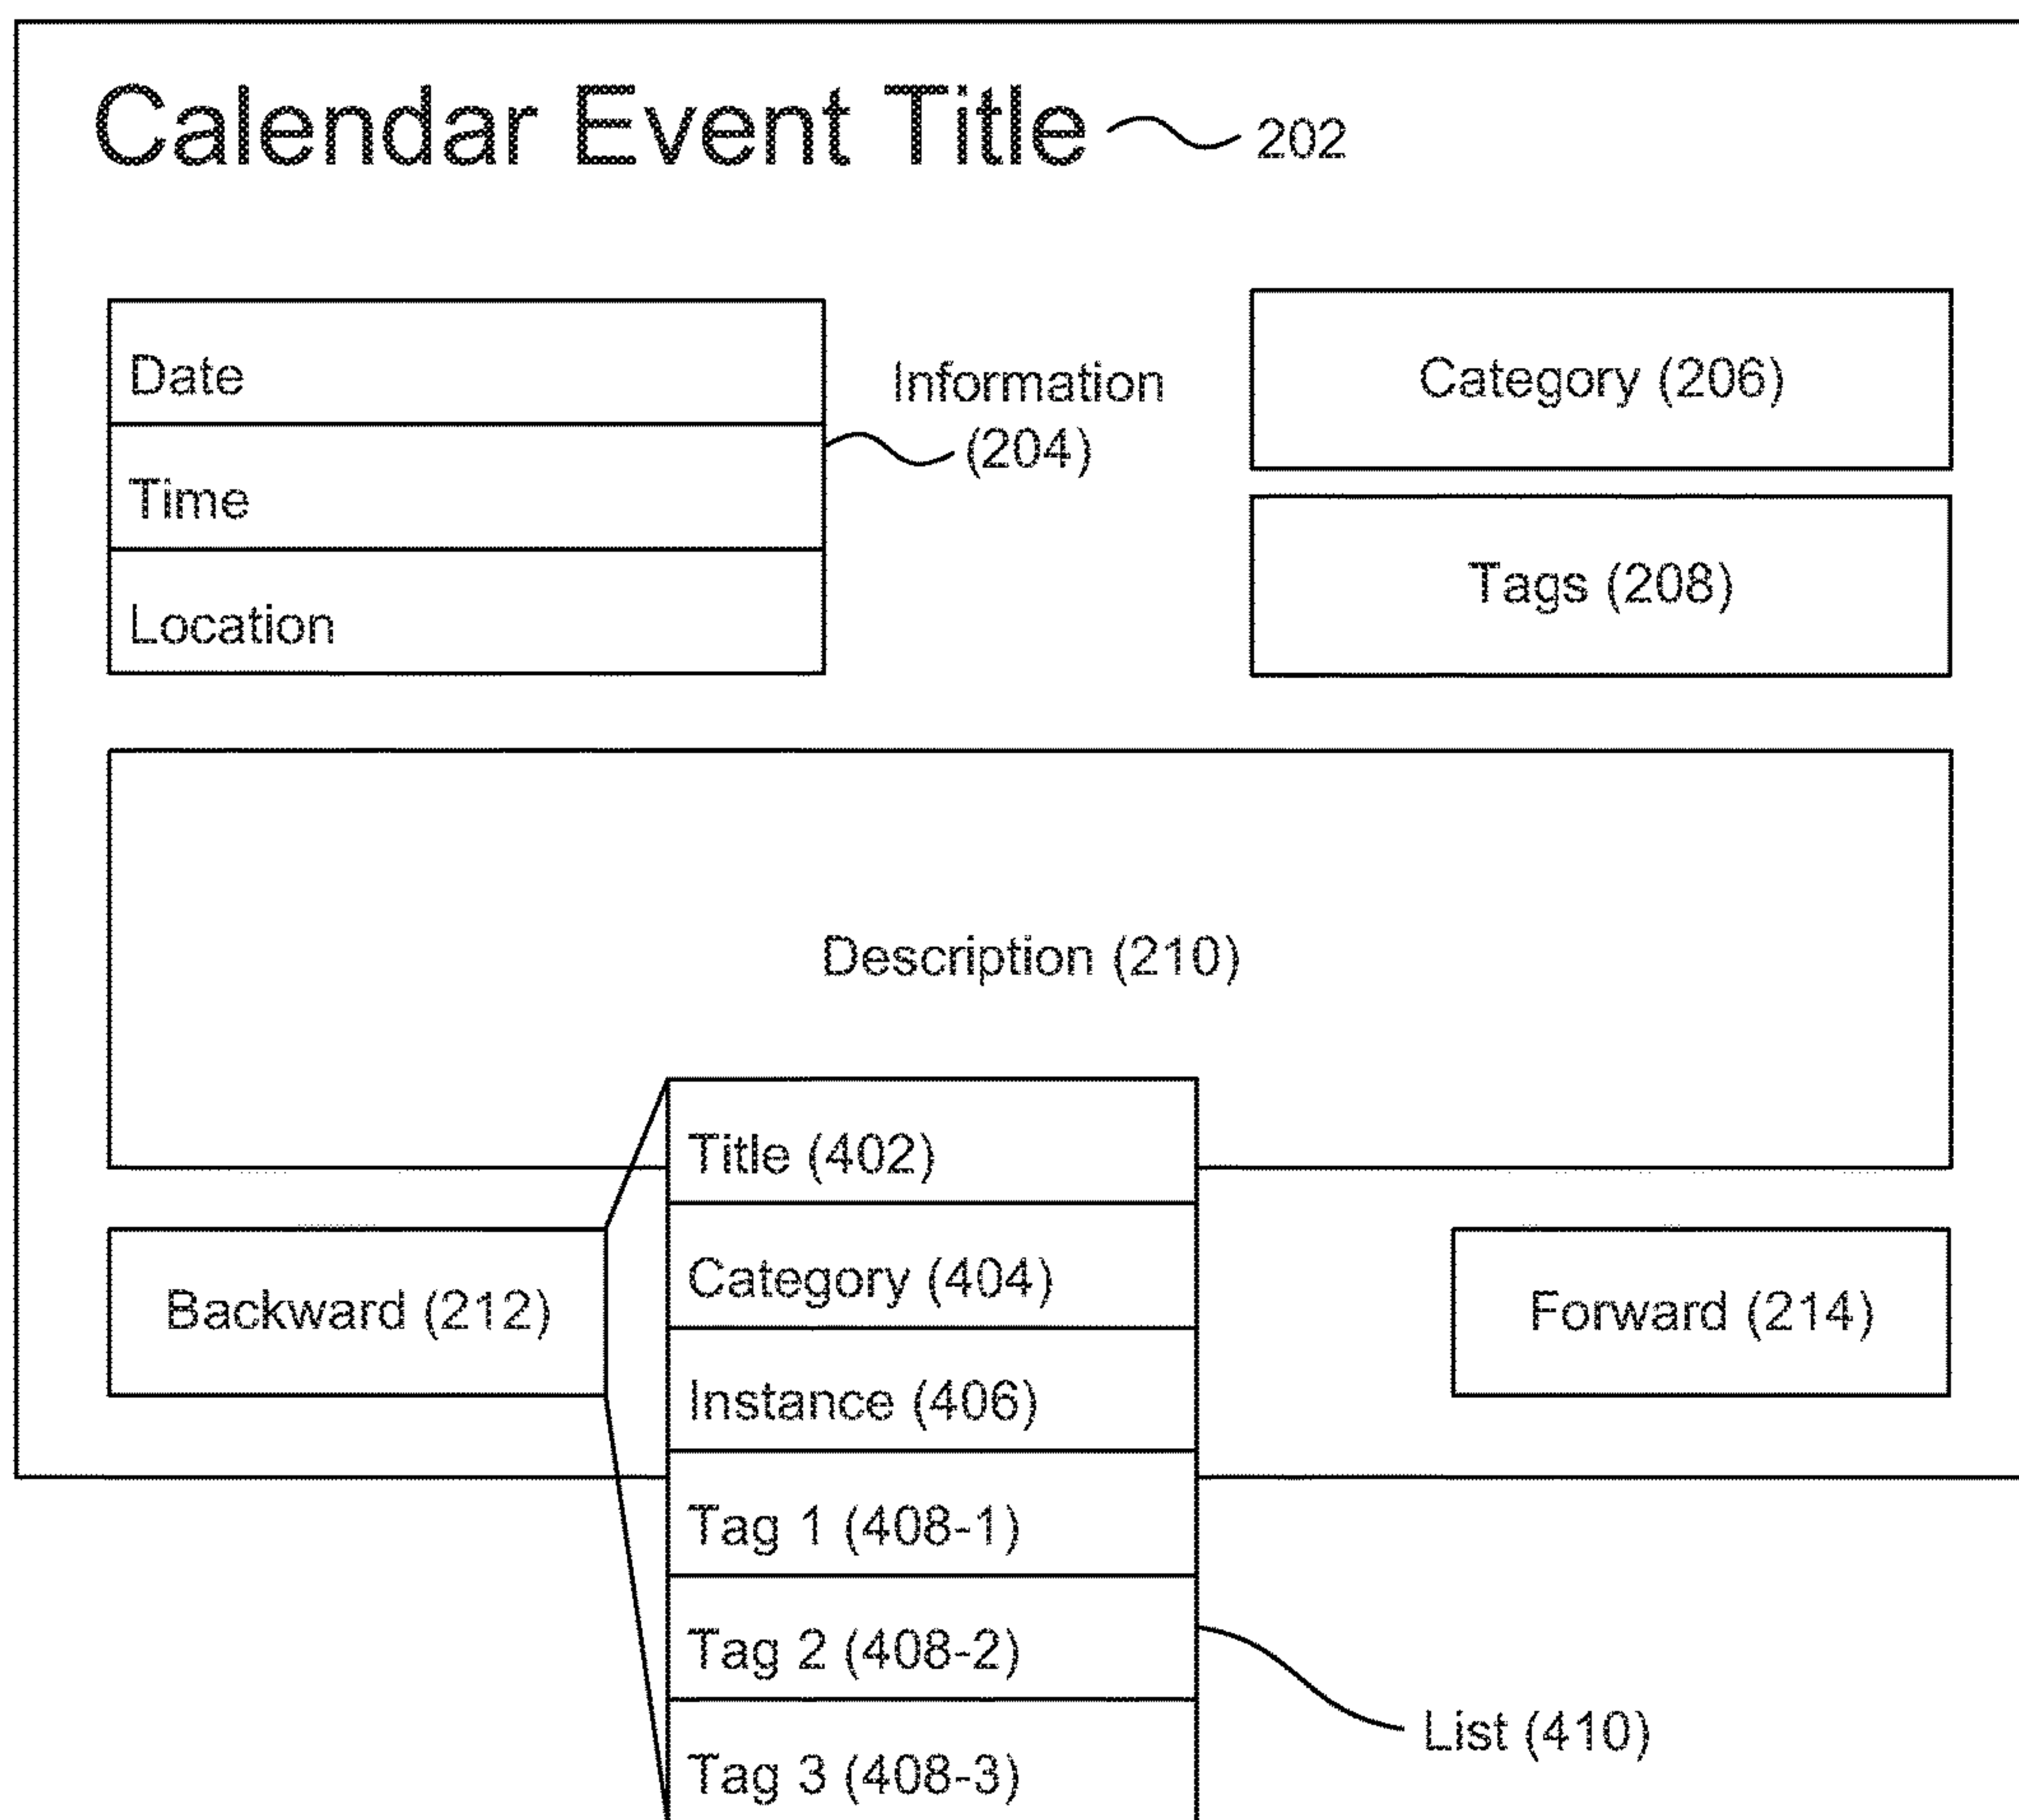 Calendar Event Title 202
Date
Time
Location
Information
(204)
Category (206)
Tags (208)
Description (210)
Backward (212)
Title (402)
Category (404)
Instance (406)
Tag 1 (408-1)
Tag 2 (408-2)
Tag 3 (408-3)
Forward (214)
List (410)